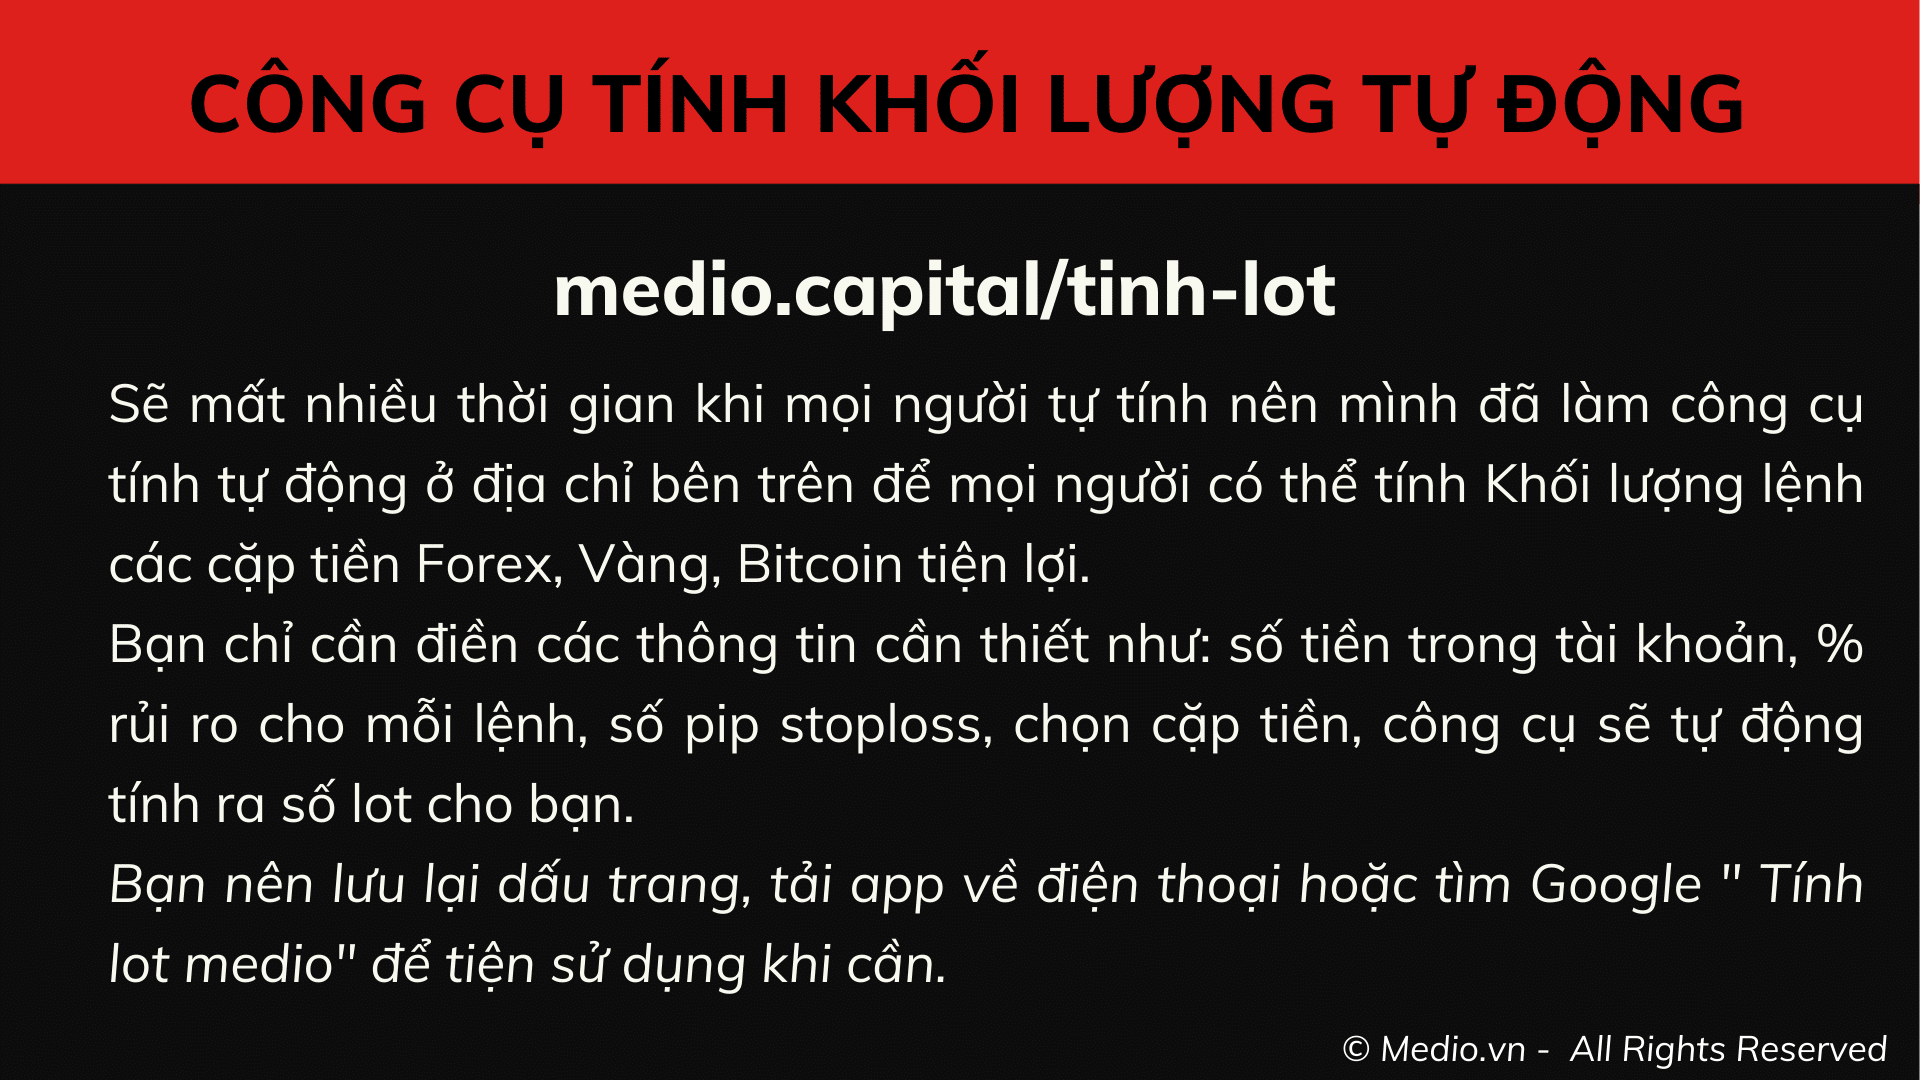 CÔNG CỤ TÍNH KHỐI LƯỢNG TỰ ĐỘNG
medio.capital/tinh-lot
Sẽ mất nhiều thời gian khi mọi người tự tính nên mình đã làm công cụ
tính tự động ở địa chỉ bên trên để mọi người có thể tính Khối lượng lệnh
các cặp tiền Forex, Vàng, Bitcoin tiện lợi.
Bạn chỉ cần điền các thông tin cần thiết như: số tiền trong tài khoản, %
rủi ro cho mỗi lệnh, số pip stoploss, chọn cặp tiền, công cụ sẽ tự động
tính ra số lot cho bạn.
Bạn nên lưu lại dấu trang, tải app về điện thoại hoặc tìm Google " Tính
lot medio" để tiện sử dụng khi cần.
© Medio.vn - All Rights Reserved